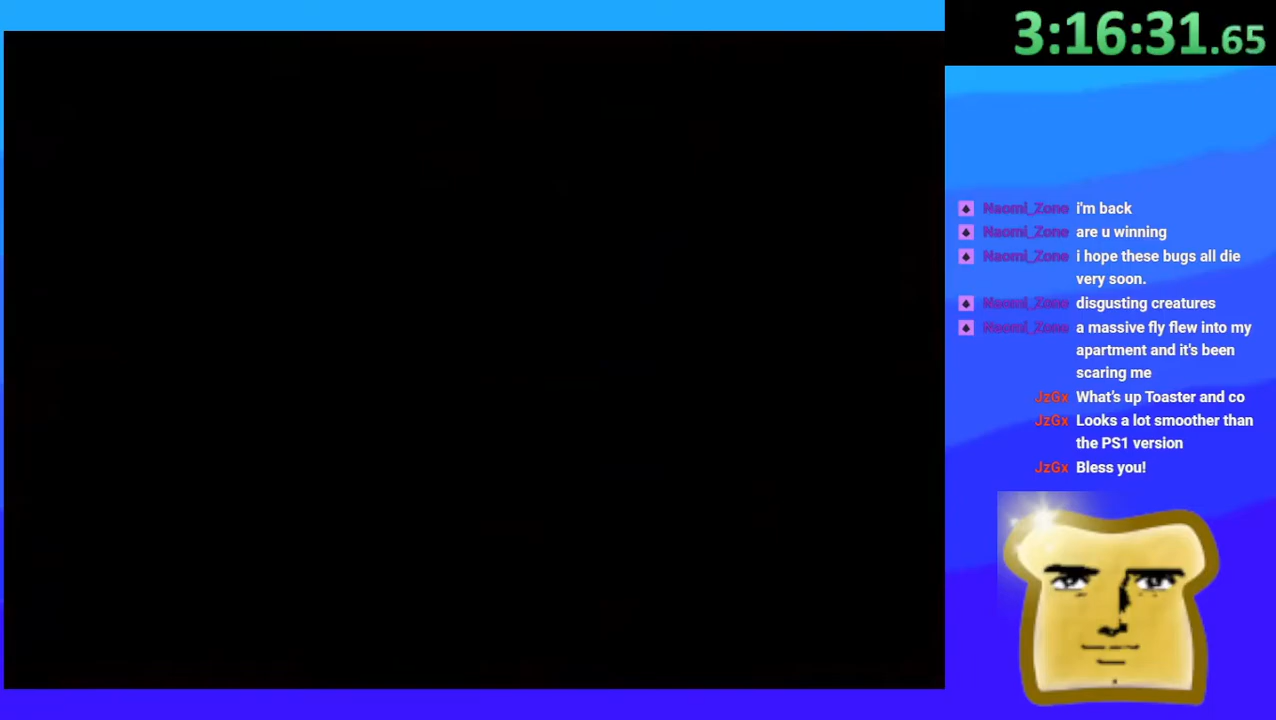 3:16:31.65
Naomi_Zone i'm back
Naomi_Zone are u winning
Naomi_Zone i hope these bugs all die
very soon.
Naomi_Zone disgusting creatures
Naomi_Zone a massive fly flew into my
apartment and it's been
scaring me
JzGx What's up Toaster and co
JzGx Looks a lot smoother than
the PS1 version
JzGx Bless you!